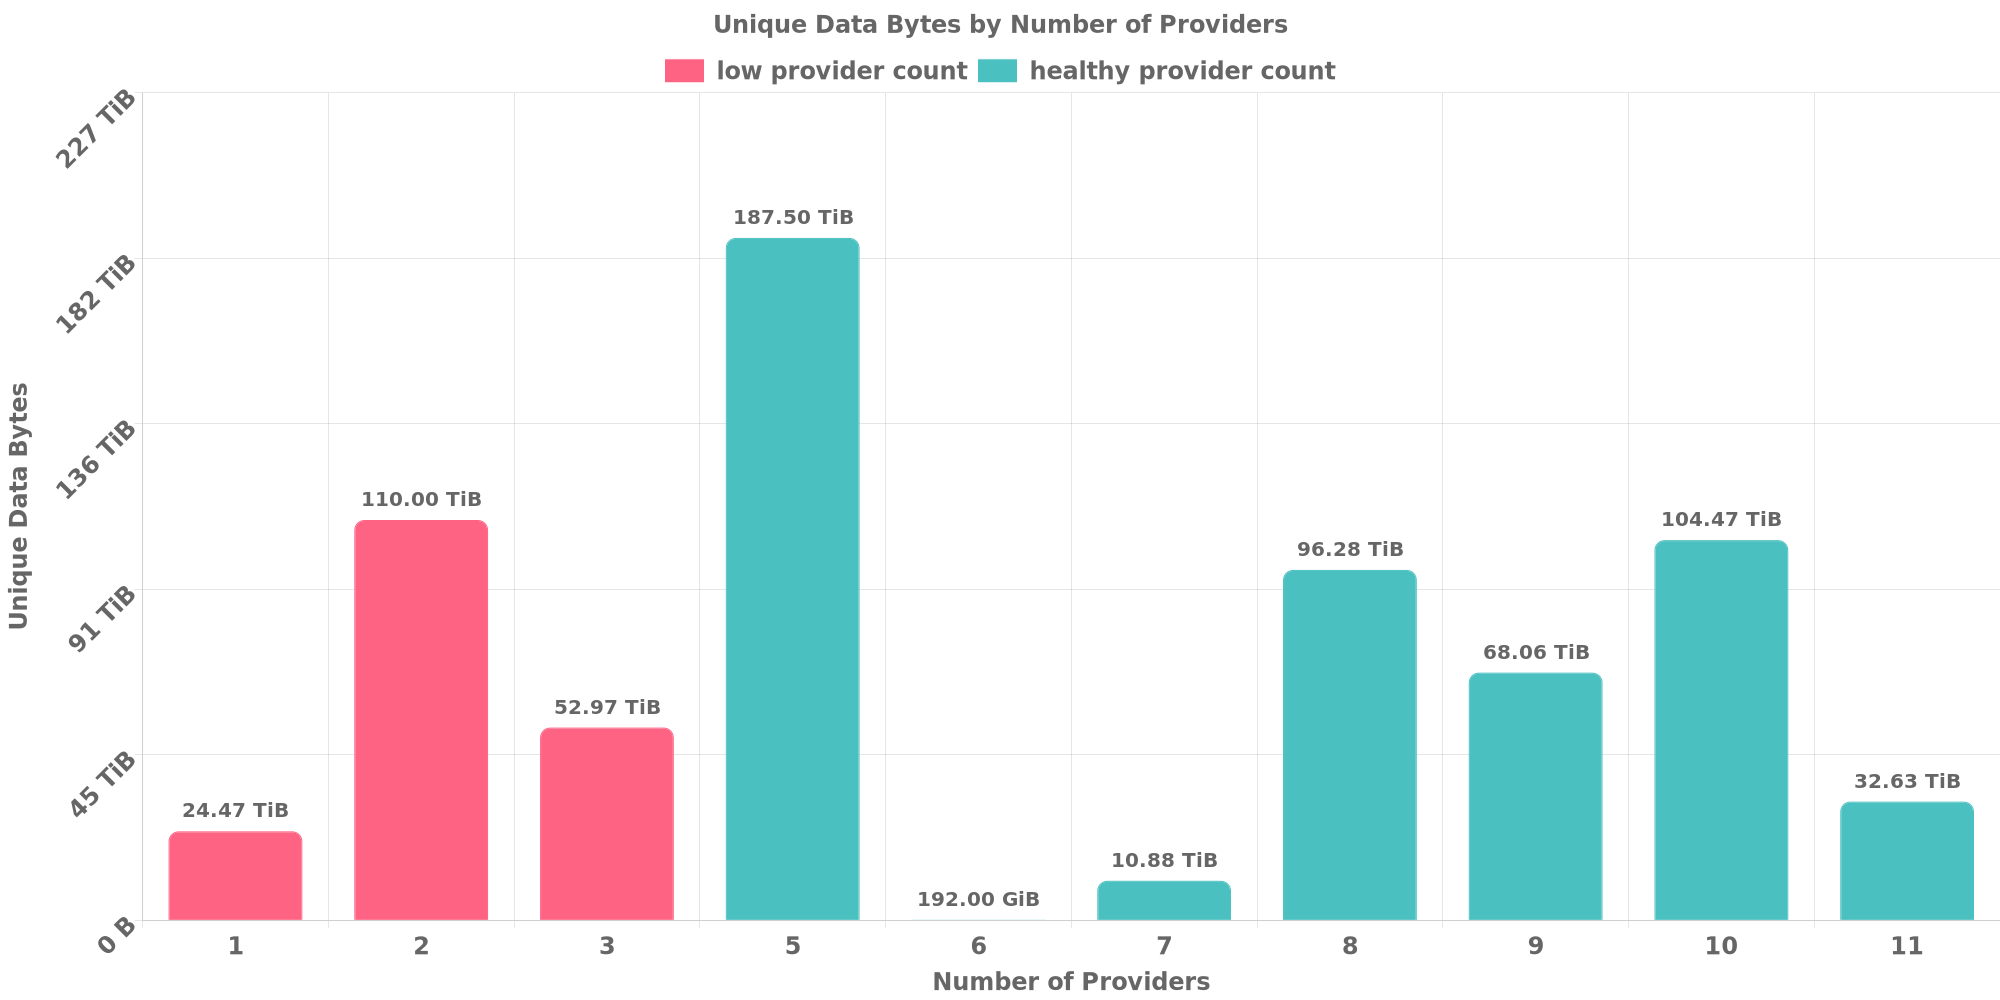 Unique Data Bytes by Number of Providers
low provider count healthy provider count
227 TiB
182 TiB
136 TiB
91 TiB
45 TiB
0 B
Unique Data Bytes
24.47 TiB
110.00 TiB
52.97 TiB
187.50 TiB
192.00 GiB
10.88 TiB
96.28 TiB
68.06 TiB
104.47 TiB
32.63 TiB
1 2 3 5 6 7 8 9 10 11
Number of Providers